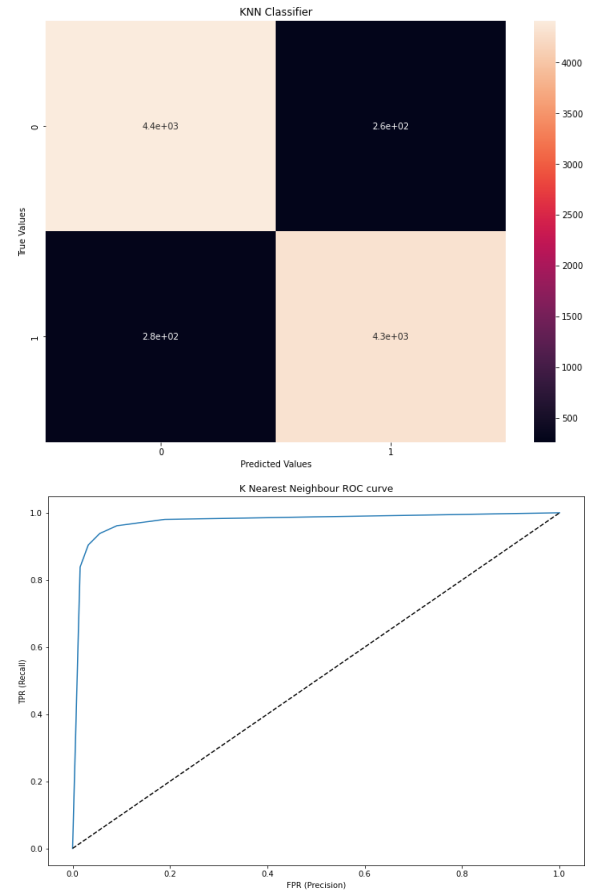 KNN Classifier
True Values
0
1
4.4e+03
2.6e+02
2.8e+02
4.3e+03
0
1
Predicted Values
4000
3500
3000
2500
2000
1500
1000
500
K Nearest Neighbour ROC curve
TPR (Recall)
1.0
0.8
0.6
0.4
0.2
0.0
0.0
0.2
0.4
0.6
0.8
1.0
FPR (Precision)